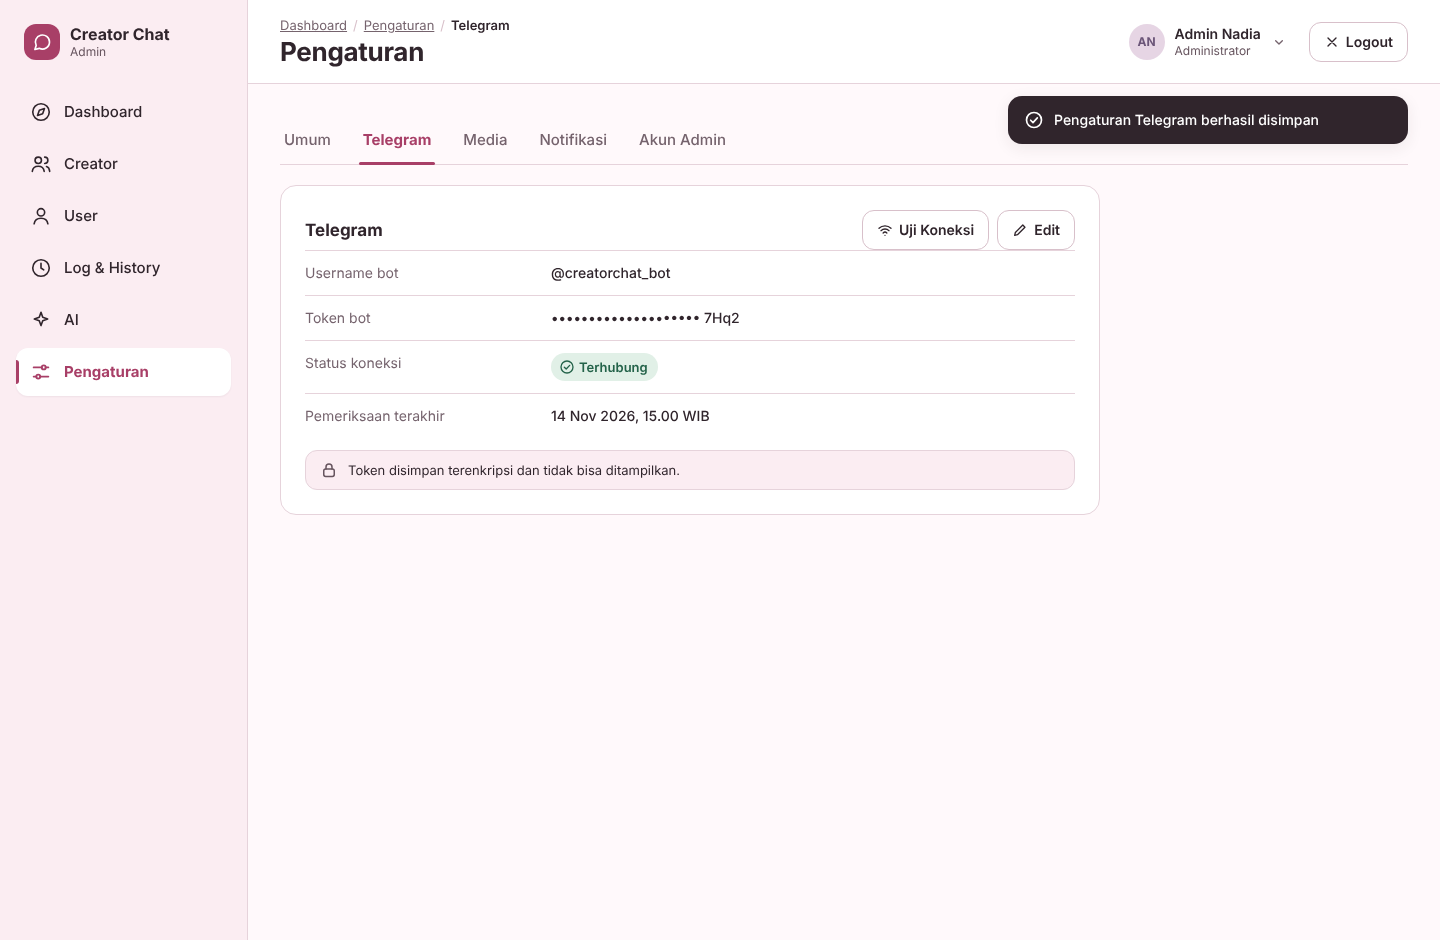 Creator Chat
Admin
Dashboard
Creator
User
Log & History
AI
Pengaturan
Dashboard / Pengaturan / Telegram
Pengaturan
AN
Admin Nadia
Administrator
Logout
Pengaturan Telegram berhasil disimpan
Umum Telegram Media Notifikasi Akun Admin
Telegram
Uji Koneksi
Edit
Username bot @creatorchat_bot
Token bot •••••••••••••••••••• 7Hq2
Status koneksi Terhubung
Pemeriksaan terakhir 14 Nov 2026, 15.00 WIB
Token disimpan terenkripsi dan tidak bisa ditampilkan.